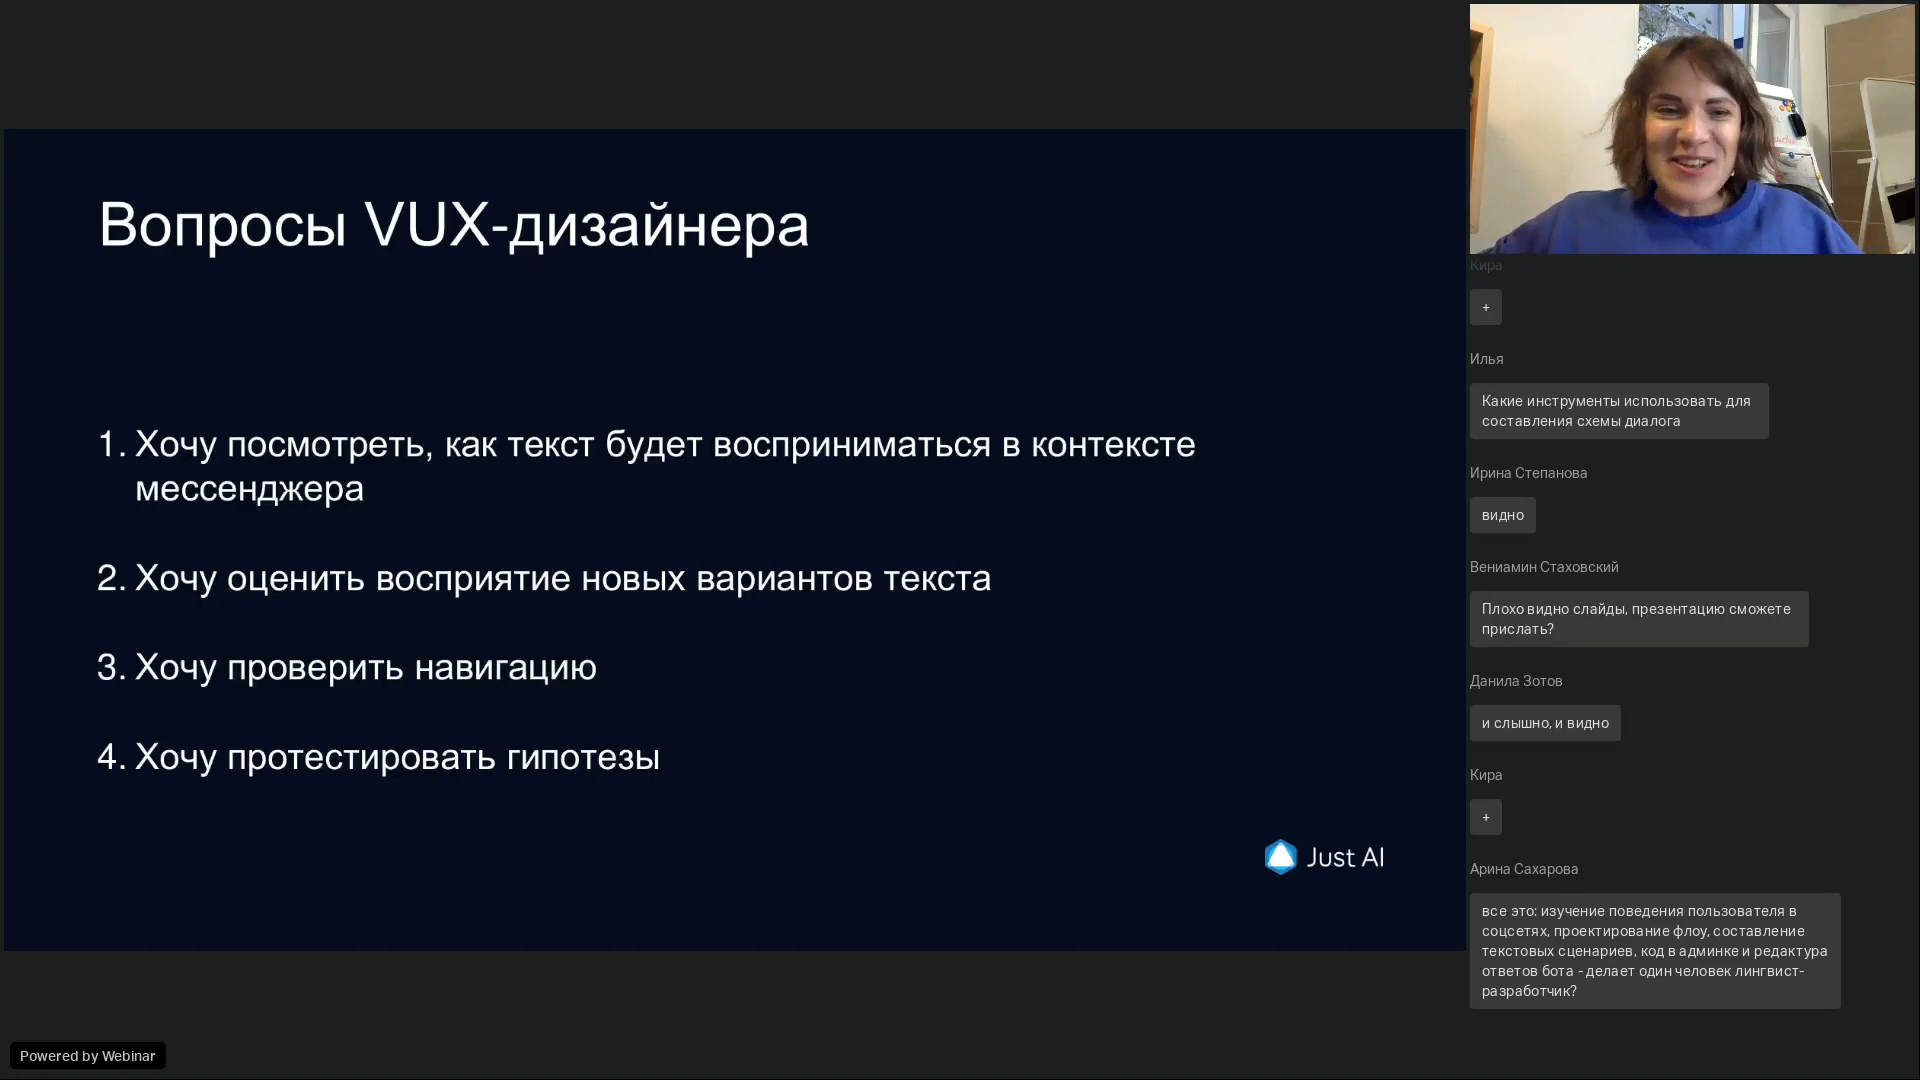 Вопросы VUX-дизайнера
1. Хочу посмотреть, как текст будет восприниматься в контексте
мессенджера
2. Хочу оценить восприятие новых вариантов текста
3. Хочу проверить навигацию
4. Хочу протестировать гипотезы
Just AI
Powered by Webinar
Кира
+
Илья
Какие инструменты использовать для
составления схемы диалога
Ирина Степанова
видно
Вениамин Стаховский
Плохо видно слайды, презентацию сможете
прислать?
Данила Зотов
и слышно, и видно
Кира
+
Арина Сахарова
все это: изучение поведения пользователя в
соцсетях, проектирование флоу, составление
текстовых сценариев, код в админке и редактура
ответов бота - делает один человек лингвист-
разработчик?